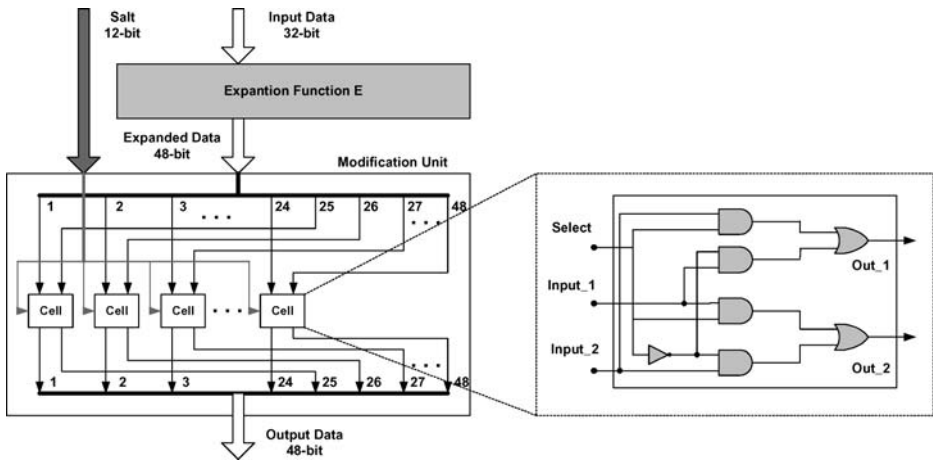 Salt
12-bit
Input Data
32-bit
Expantion Function E
Expanded Data
48-bit
Modification Unit
1 2 3 . . . 24 25 26 27 . . . 48
Cell Cell Cell . . . Cell
1 2 3 24 25 26 27 . . . 48
Output Data
48-bit
Select
Input_1
Input_2
Out_1
Out_2